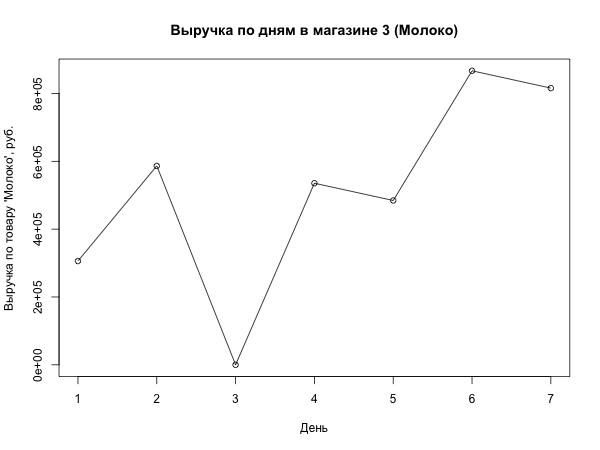 Выручка по дням в магазине 3 (Молоко)
Выручка по товару 'Молоко', руб.
8e+05
6e+05
4e+05
2e+05
0e+00
1 2 3 4 5 6 7
День